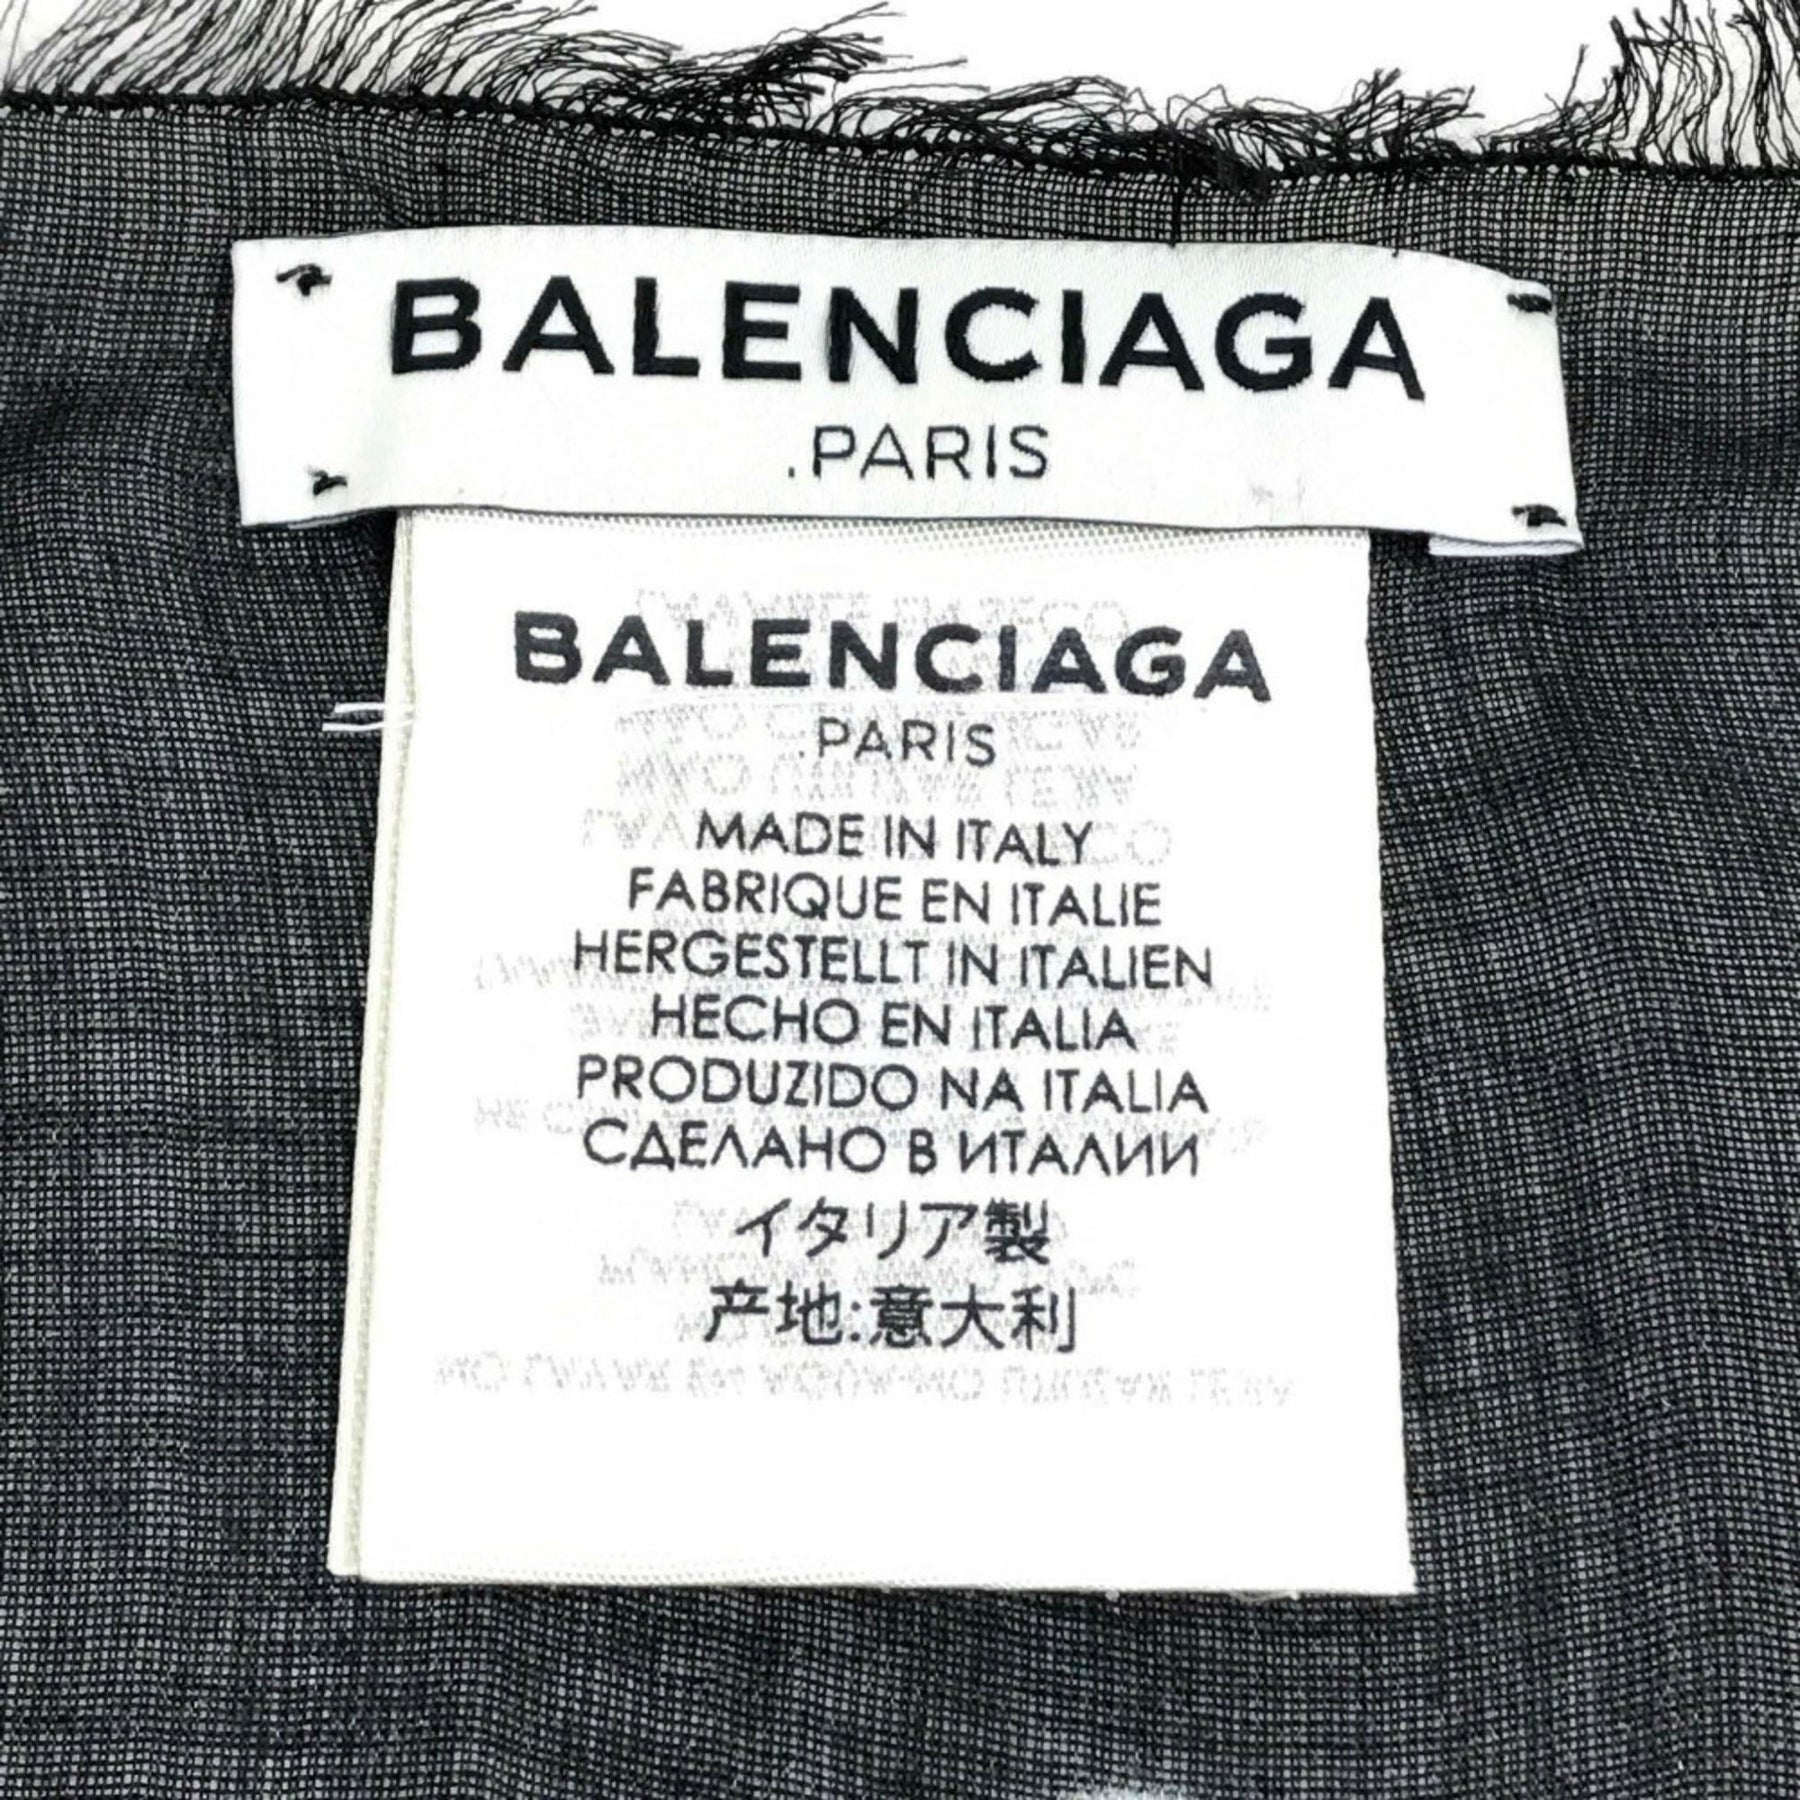 BALENCIAGA
.PARIS
BALENCIAGA
.PARIS
MADE IN ITALY
FABRIQUE EN ITALIE
HERGESTELLT IN ITALIEN
HECHO EN ITALIA
PRODUZIDO NA ITALIA
СДЕЛАНО В ИТАЛИИ
イタリア製
产地:意大利